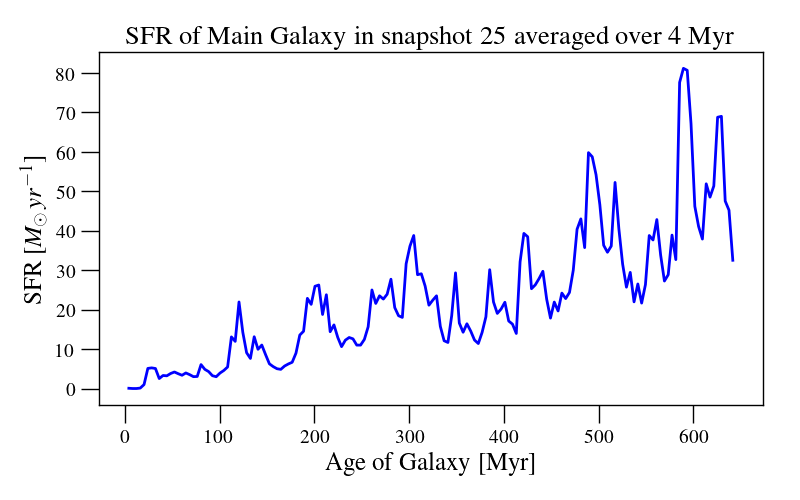 SFR of Main Galaxy in snapshot 25 averaged over 4 Myr
80
70
60
50
40
30
20
10
0
SFR [M⊙ yr⁻¹]
0 100 200 300 400 500 600
Age of Galaxy [Myr]